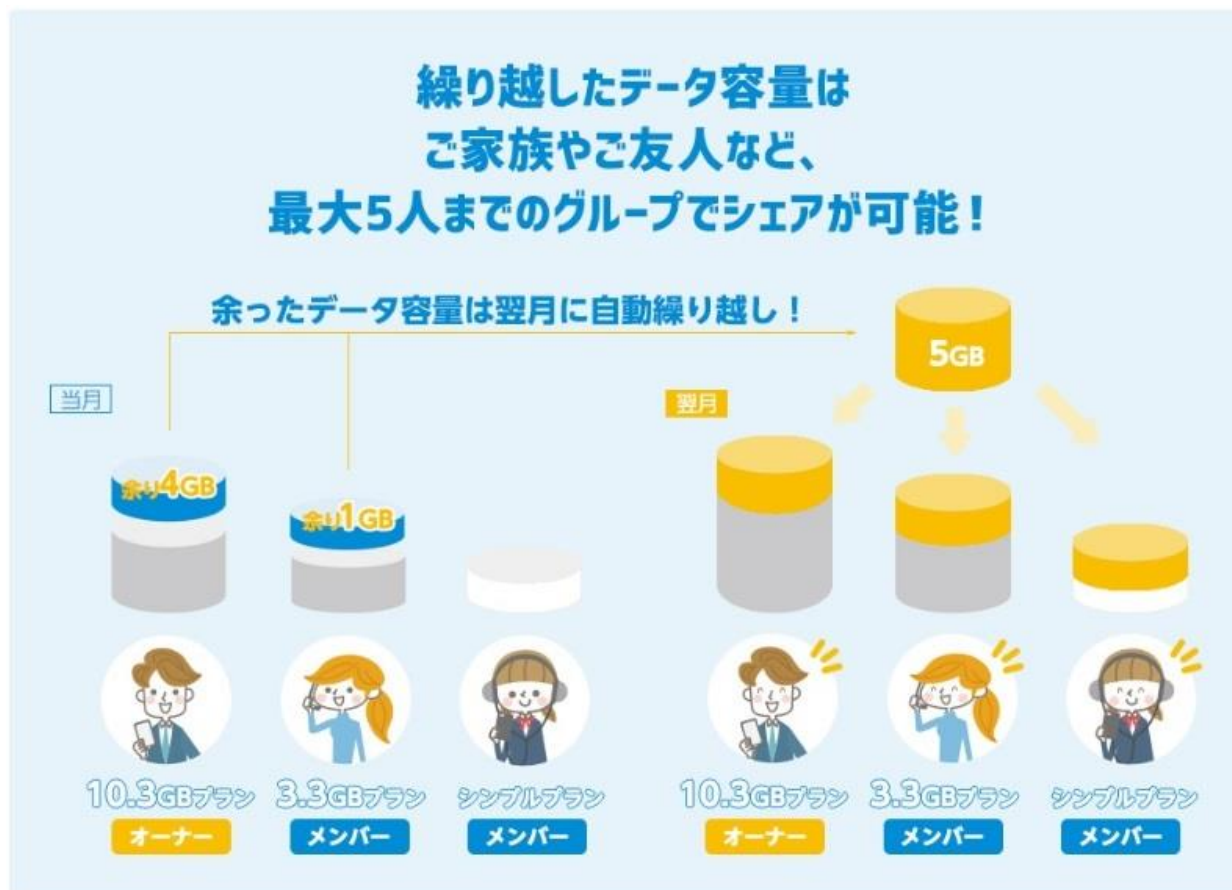 繰り越したデータ容量は
ご家族やご友人など、
最大5人までのグループでシェアが可能！
余ったデータ容量は翌月に自動繰り越し！
5GB
当月
翌月
余り4GB
余り1GB
10.3GBプラン
3.3GBプラン
シンプルプラン
10.3GBプラン
3.3GBプラン
シンプルプラン
オーナー
メンバー
メンバー
オーナー
メンバー
メンバー